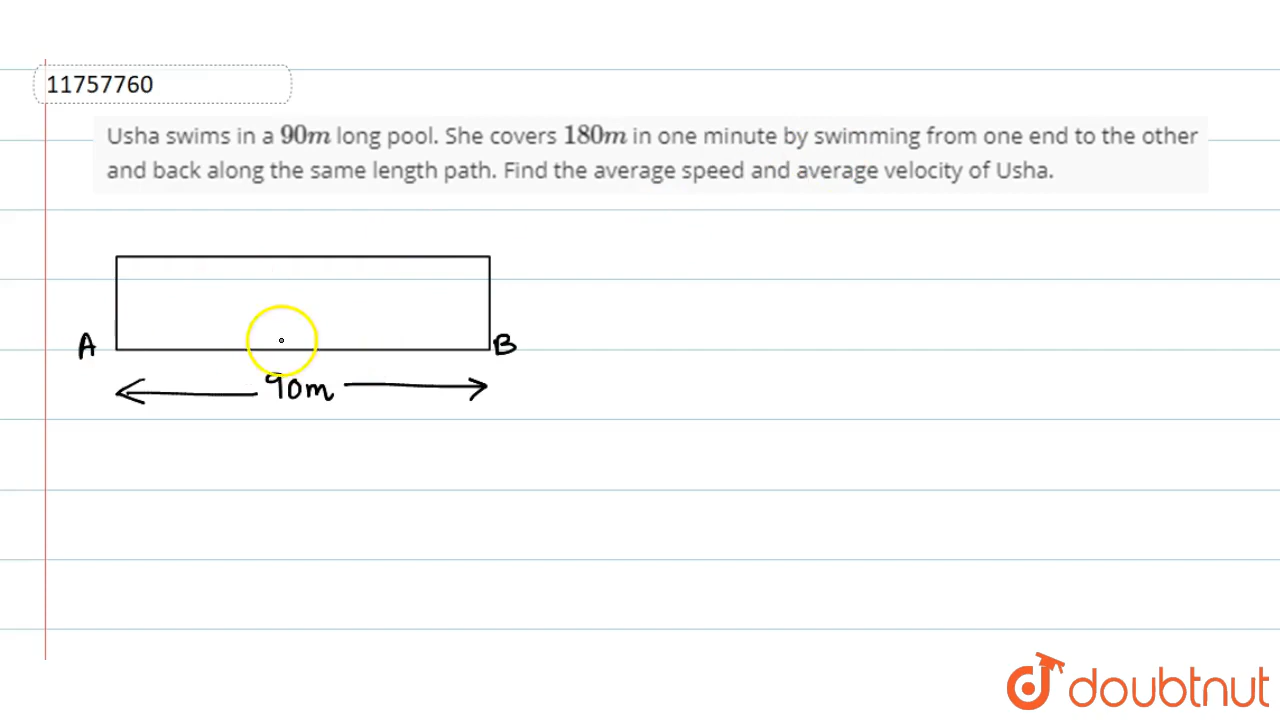 11757760
Usha swims in a 90m long pool. She covers 180m in one minute by swimming from one end to the other
and back along the same length path. Find the average speed and average velocity of Usha.
A
B
90m
doubtnut